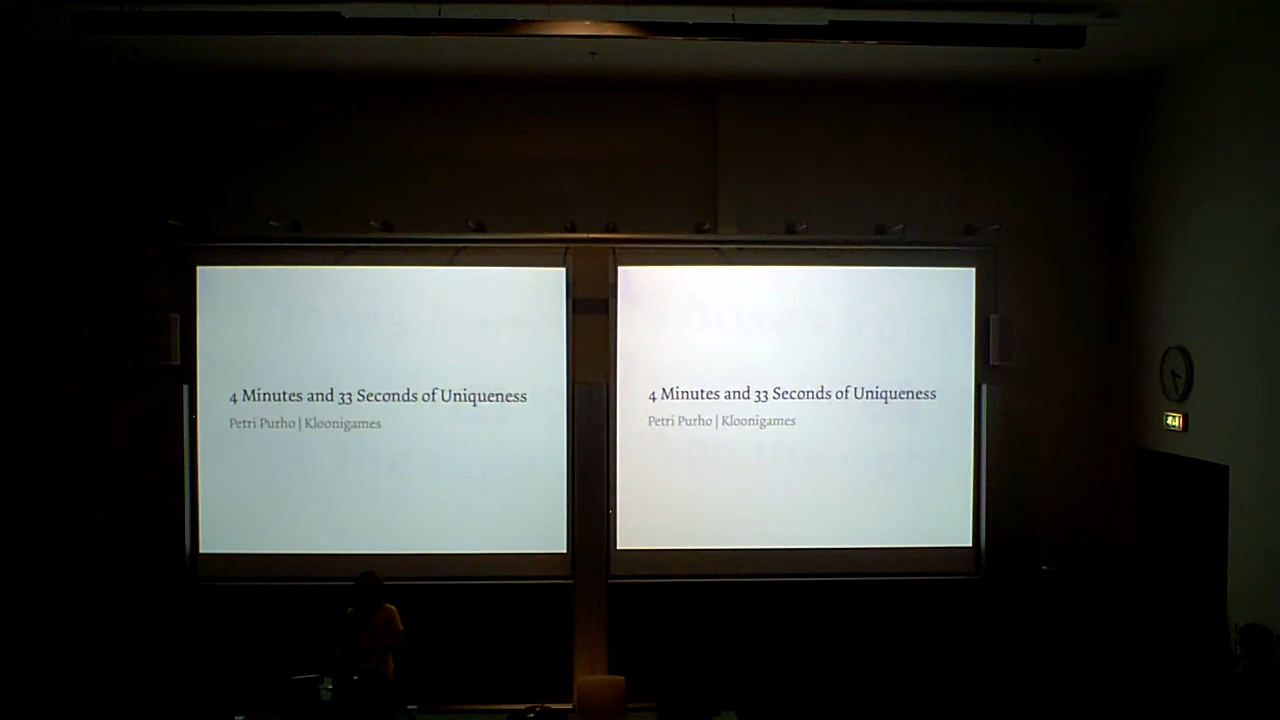 4 Minutes and 33 Seconds of Uniqueness
Petri Purho | Kloonigames
4 Minutes and 33 Seconds of Uniqueness
Petri Purho | Kloonigames